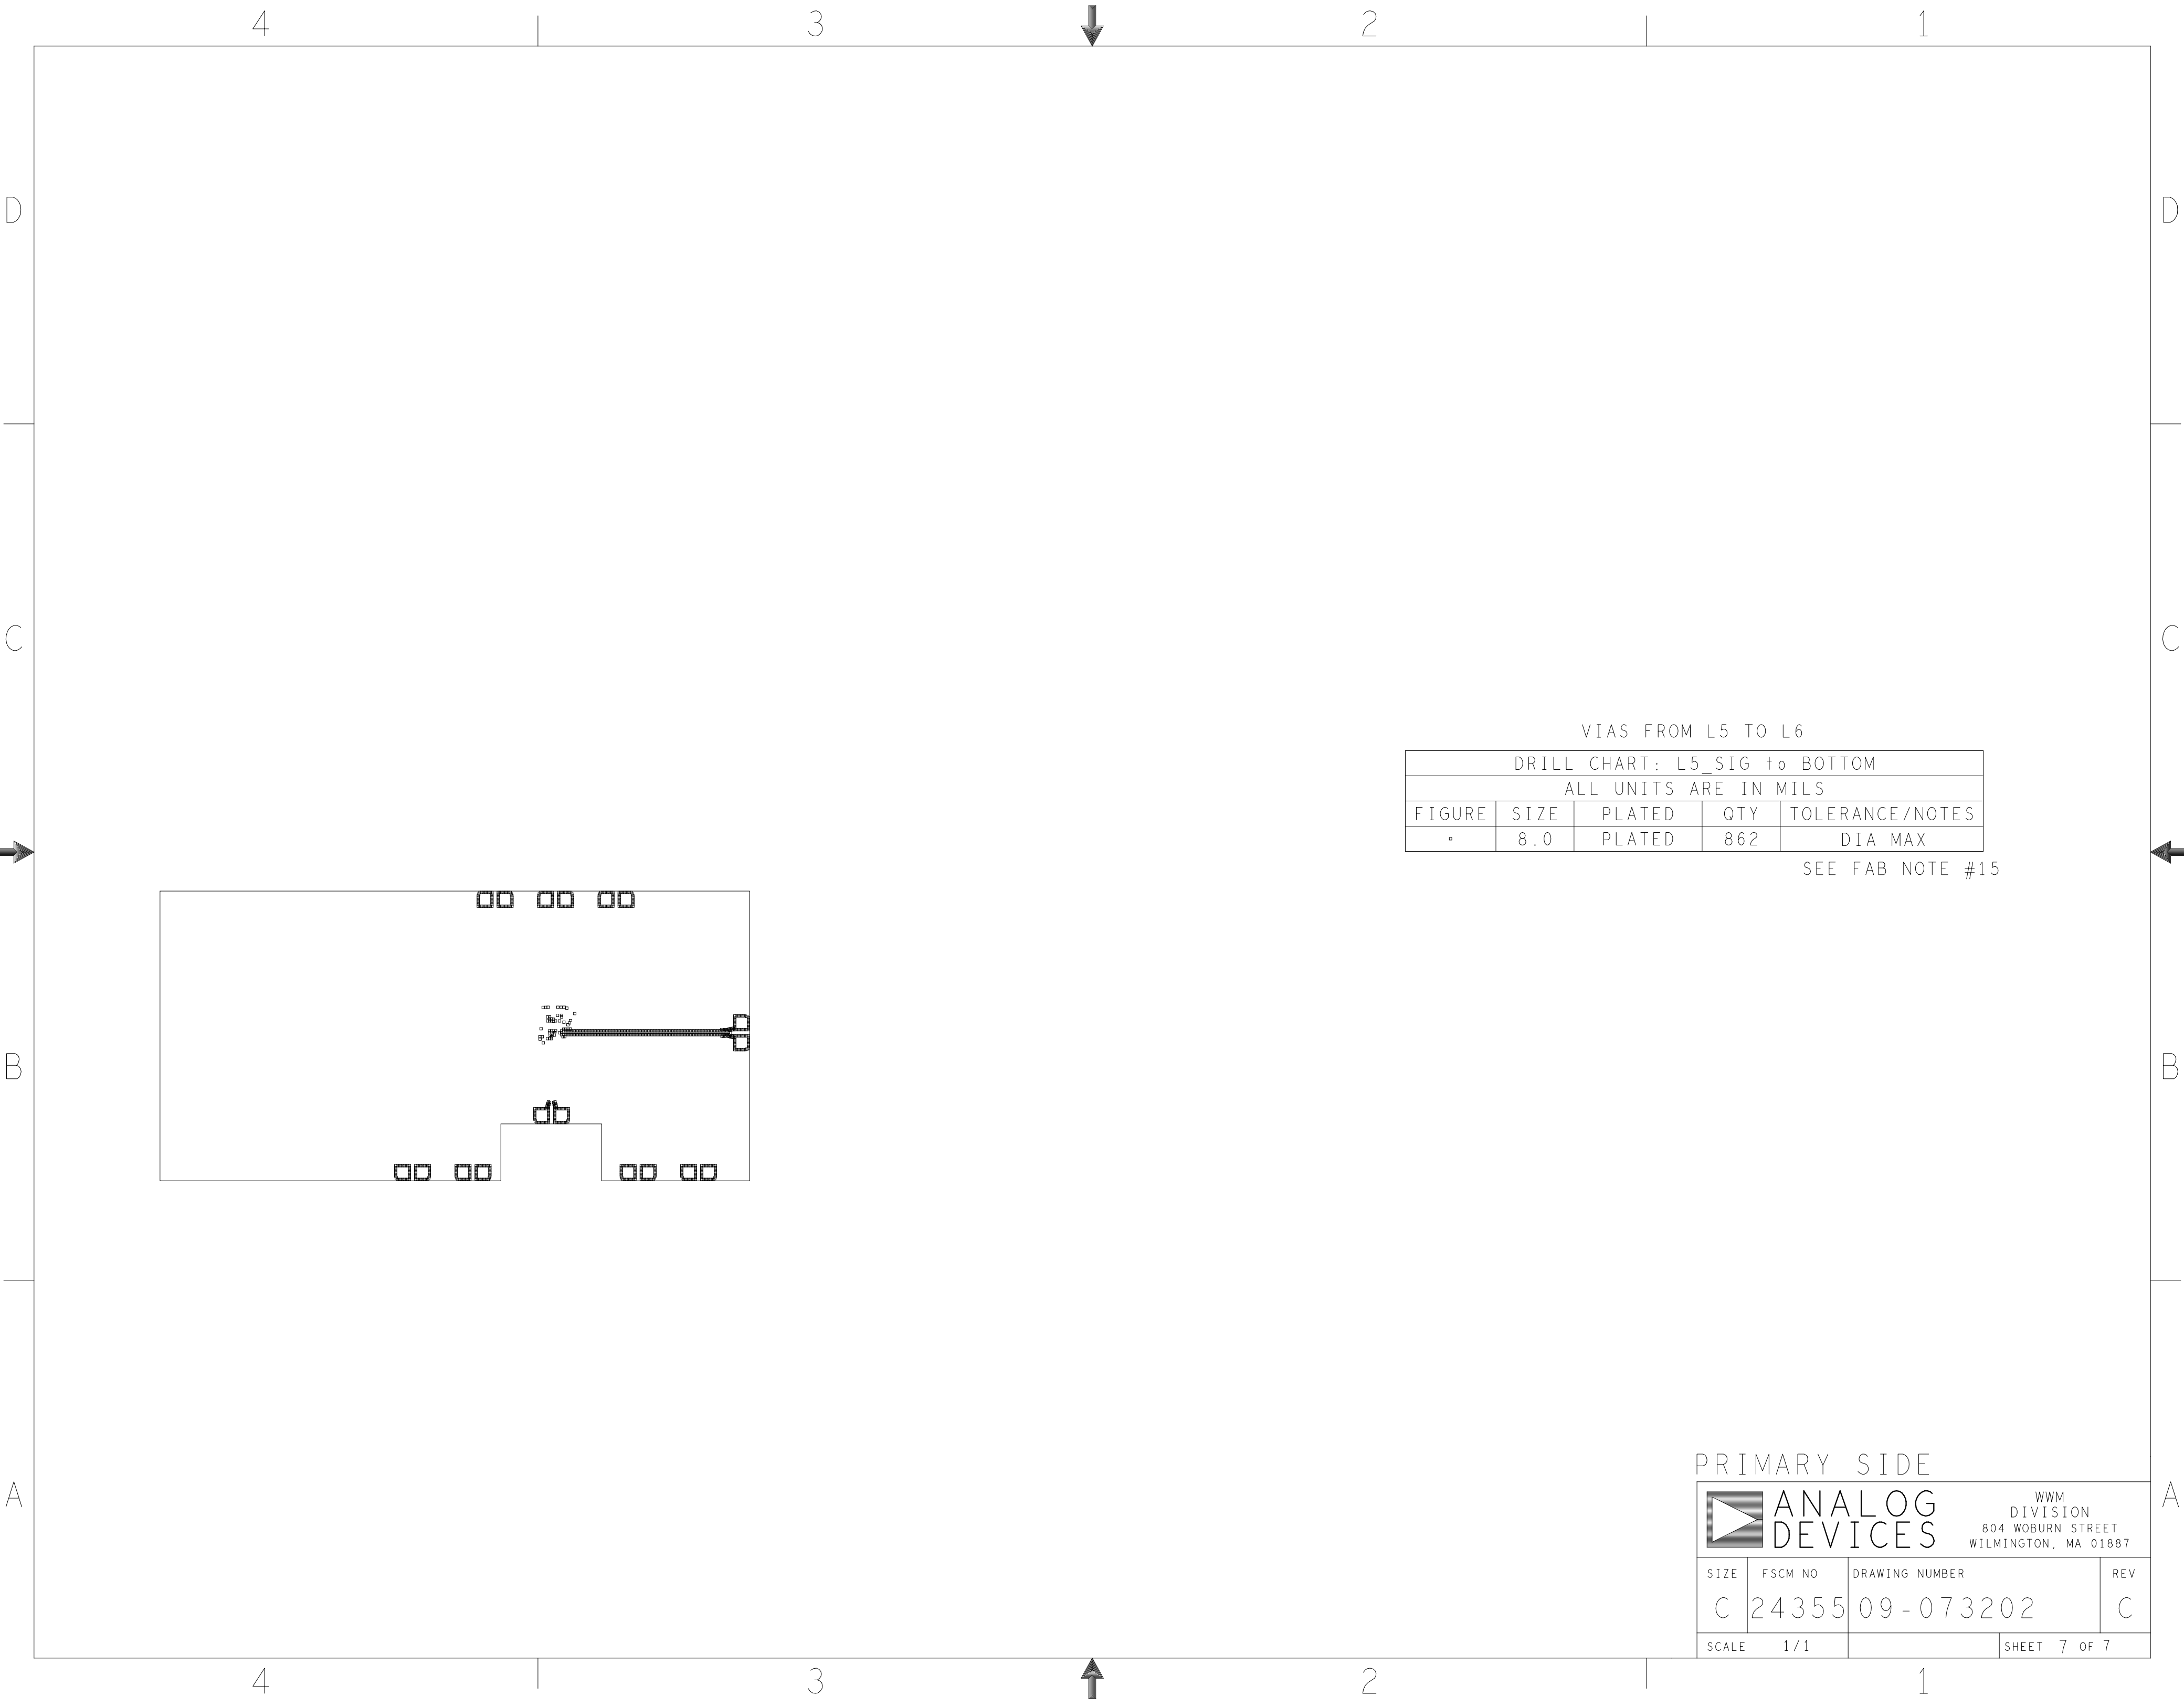 4 3 2 1
D D
C C
VIAS FROM L5 TO L6
DRILL CHART: L5_SIG to BOTTOM
ALL UNITS ARE IN MILS
FIGURE SIZE PLATED QTY TOLERANCE/NOTES
8.0 PLATED 862 DIA MAX
SEE FAB NOTE #15
B B
PRIMARY SIDE
A A
ANALOG
DEVICES
WWM
DIVISION
804 WOBURN STREET
WILMINGTON, MA 01887
SIZE FSCM NO DRAWING NUMBER REV
C 24355 09-073202 C
SCALE 1/1 SHEET 7 OF 7
4 3 2 1